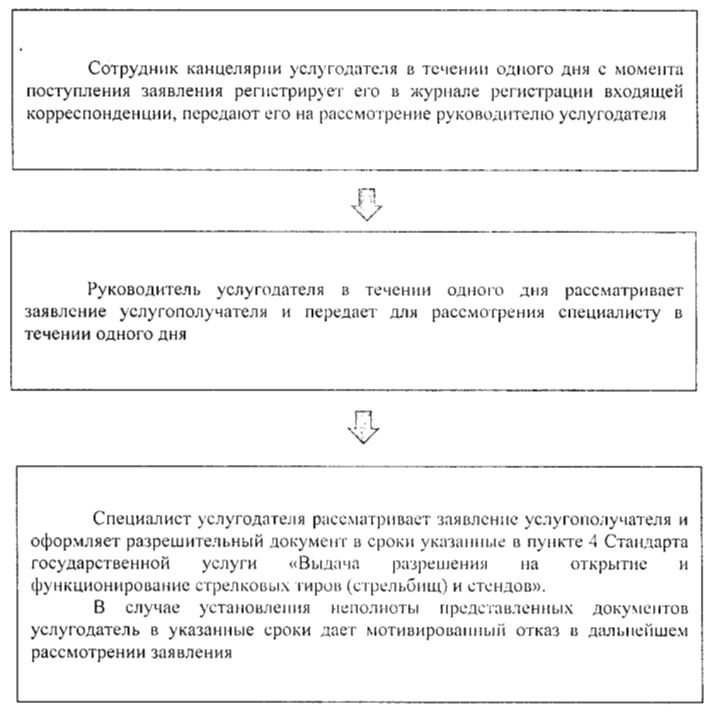 Сотрудник канцелярии услугодателя в течении одного дня с момента
поступления заявления регистрирует его в журнале регистрации входящей
корреспонденции, передают его на рассмотрение руководителю услугодателя
Руководитель услугодателя в течении одного дня рассматривает
заявление услугополучателя и передает для рассмотрения специалисту в
течении одного дня
Специалист услугодателя рассматривает заявление услугополучателя и
оформляет разрешительный документ в сроки указанные в пункте 4 Стандарта
государственной услуги «Выдача разрешения на открытие и
функционирование стрелковых тиров (стрельбищ) и стендов».
В случае установления неполноты представленных документов
услугодатель в указанные сроки дает мотивированный отказ в дальнейшем
рассмотрении заявления